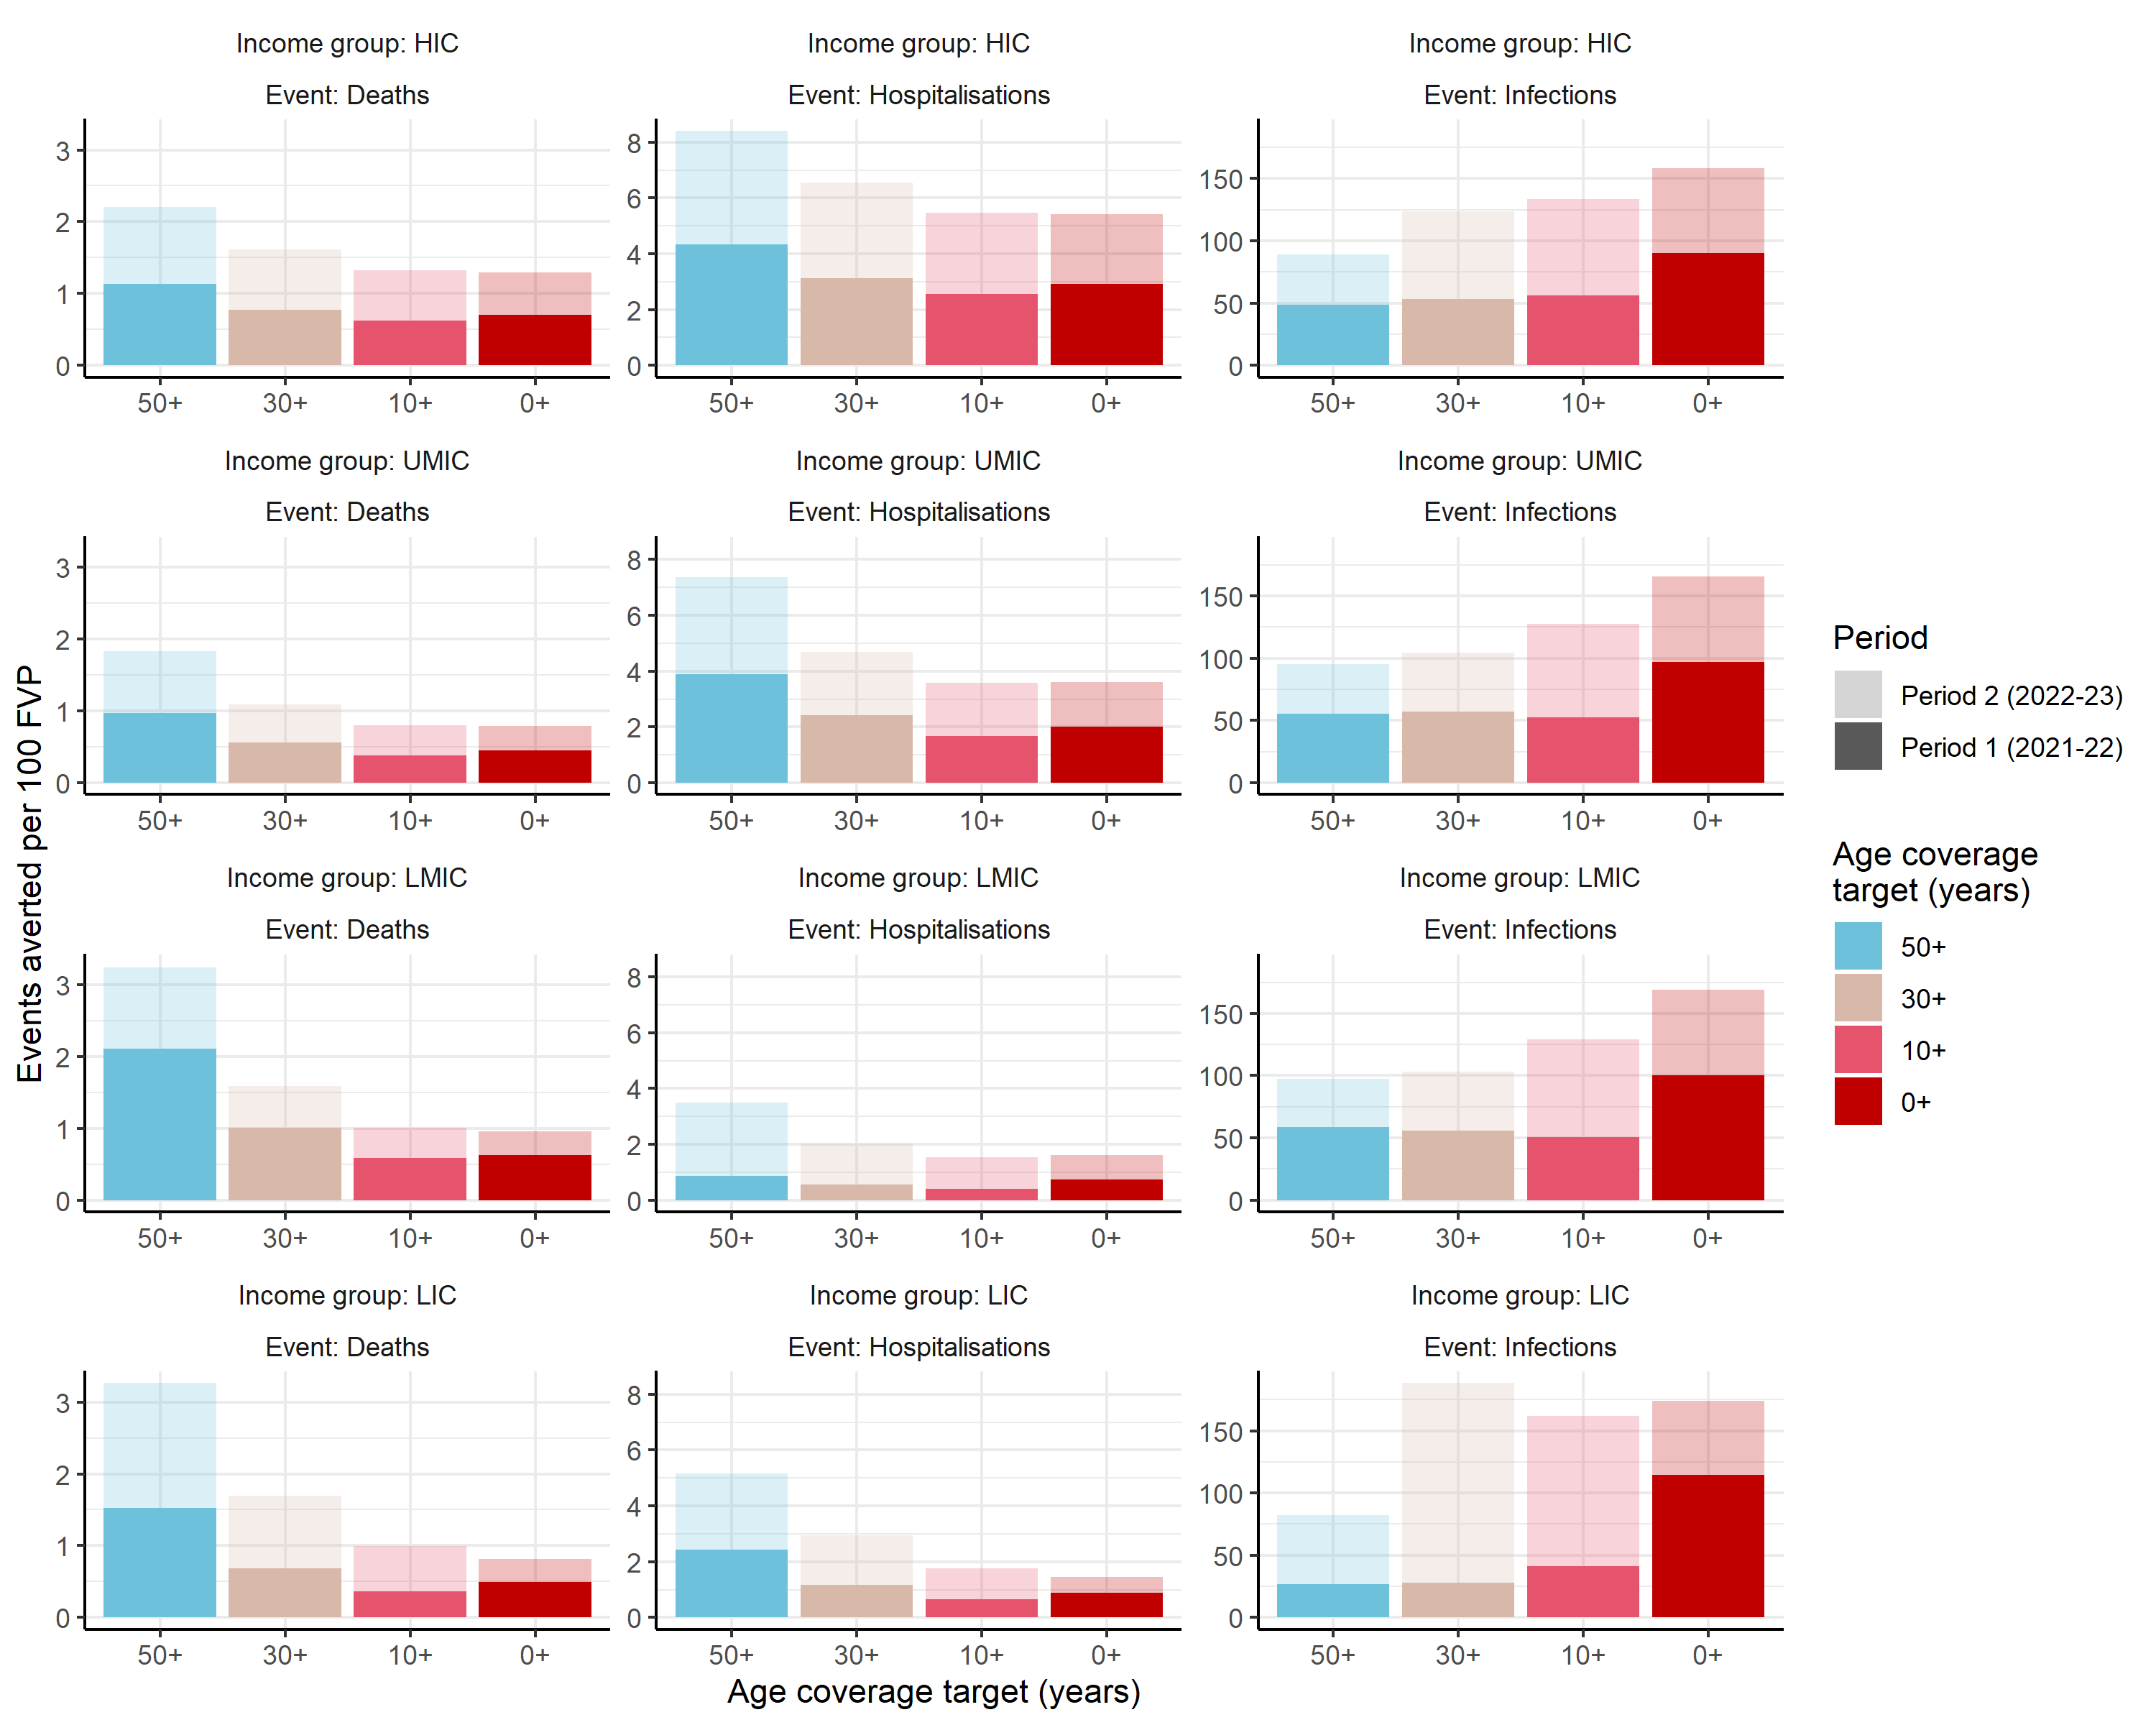 Income group: HIC
Event: Deaths
3
2
1
0
50+ 30+ 10+ 0+
Income group: HIC
Event: Hospitalisations
8
6
4
2
0
50+ 30+ 10+ 0+
Income group: HIC
Event: Infections
150
100
50
0
50+ 30+ 10+ 0+
Income group: UMIC
Event: Deaths
3
2
1
0
50+ 30+ 10+ 0+
Income group: UMIC
Event: Hospitalisations
8
6
4
2
0
50+ 30+ 10+ 0+
Income group: UMIC
Event: Infections
150
100
50
0
50+ 30+ 10+ 0+
Income group: LMIC
Event: Deaths
3
2
1
0
50+ 30+ 10+ 0+
Income group: LMIC
Event: Hospitalisations
8
6
4
2
0
50+ 30+ 10+ 0+
Income group: LMIC
Event: Infections
150
100
50
0
50+ 30+ 10+ 0+
Income group: LIC
Event: Deaths
3
2
1
0
50+ 30+ 10+ 0+
Income group: LIC
Event: Hospitalisations
8
6
4
2
0
50+ 30+ 10+ 0+
Income group: LIC
Event: Infections
150
100
50
0
50+ 30+ 10+ 0+
Events averted per 100 FVP
Age coverage target (years)
Period
Period 2 (2022-23)
Period 1 (2021-22)
Age coverage
target (years)
50+
30+
10+
0+